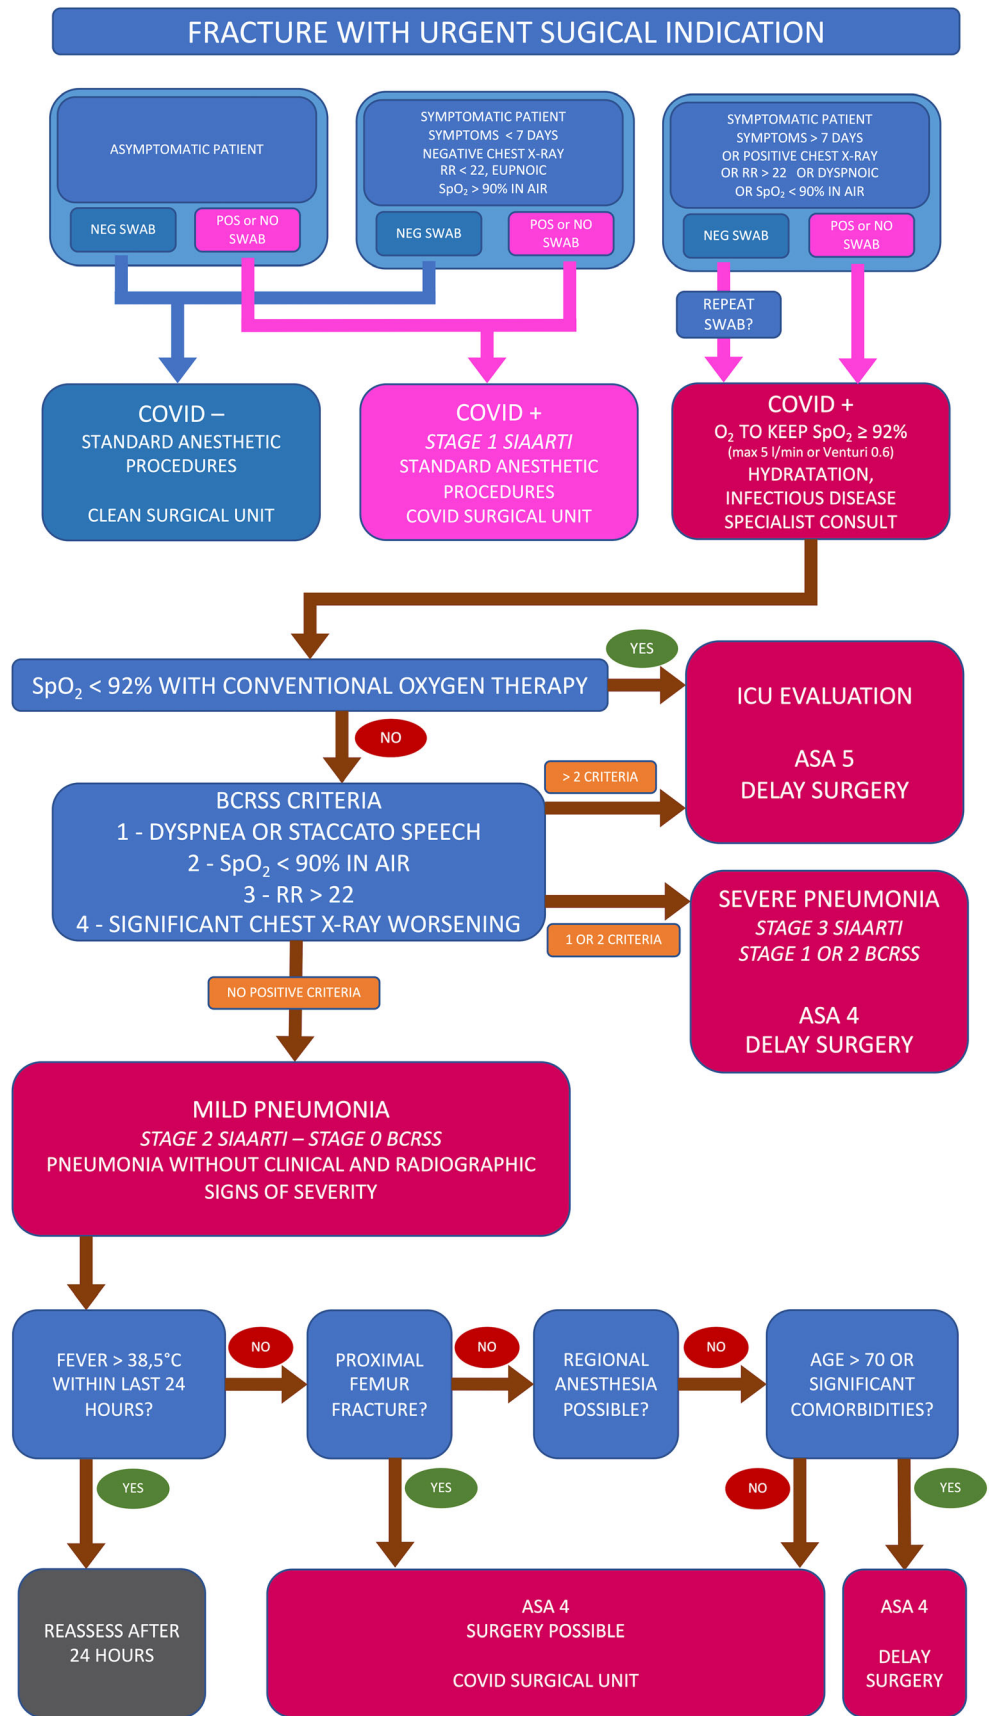 FRACTURE WITH URGENT SUGICAL INDICATION
ASYMPTOMATIC PATIENT
NEG SWAB
POS or NO
SWAB
SYMPTOMATIC PATIENT
SYMPTOMS < 7 DAYS
NEGATIVE CHEST X-RAY
RR < 22, EUPNOIC
SpO₂ > 90% IN AIR
NEG SWAB
POS or NO
SWAB
SYMPTOMATIC PATIENT
SYMPTOMS > 7 DAYS
OR POSITIVE CHEST X-RAY
OR RR > 22 OR DYSPNOIC
OR SpO₂ < 90% IN AIR
NEG SWAB
POS or NO
SWAB
REPEAT
SWAB?
COVID –
STANDARD ANESTHETIC
PROCEDURES
CLEAN SURGICAL UNIT
COVID +
STAGE 1 SIAARTI
STANDARD ANESTHETIC
PROCEDURES
COVID SURGICAL UNIT
COVID +
O₂ TO KEEP SpO₂ ≥ 92%
(max 5 l/min or Venturi 0.6)
HYDRATATION,
INFECTIOUS DISEASE
SPECIALIST CONSULT
SpO₂ < 92% WITH CONVENTIONAL OXYGEN THERAPY
YES
NO
ICU EVALUATION
ASA 5
DELAY SURGERY
BCRSS CRITERIA
1 - DYSPNEA OR STACCATO SPEECH
2 - SpO₂ < 90% IN AIR
3 - RR > 22
4 - SIGNIFICANT CHEST X-RAY WORSENING
> 2 CRITERIA
1 OR 2 CRITERIA
NO POSITIVE CRITERIA
SEVERE PNEUMONIA
STAGE 3 SIAARTI
STAGE 1 OR 2 BCRSS
ASA 4
DELAY SURGERY
MILD PNEUMONIA
STAGE 2 SIAARTI – STAGE 0 BCRSS
PNEUMONIA WITHOUT CLINICAL AND RADIOGRAPHIC
SIGNS OF SEVERITY
FEVER > 38,5°C
WITHIN LAST 24
HOURS?
NO
PROXIMAL
FEMUR
FRACTURE?
NO
REGIONAL
ANESTHESIA
POSSIBLE?
NO
AGE > 70 OR
SIGNIFICANT
COMORBIDITIES?
YES
YES
NO
YES
REASSESS AFTER
24 HOURS
ASA 4
SURGERY POSSIBLE
COVID SURGICAL UNIT
ASA 4
DELAY
SURGERY